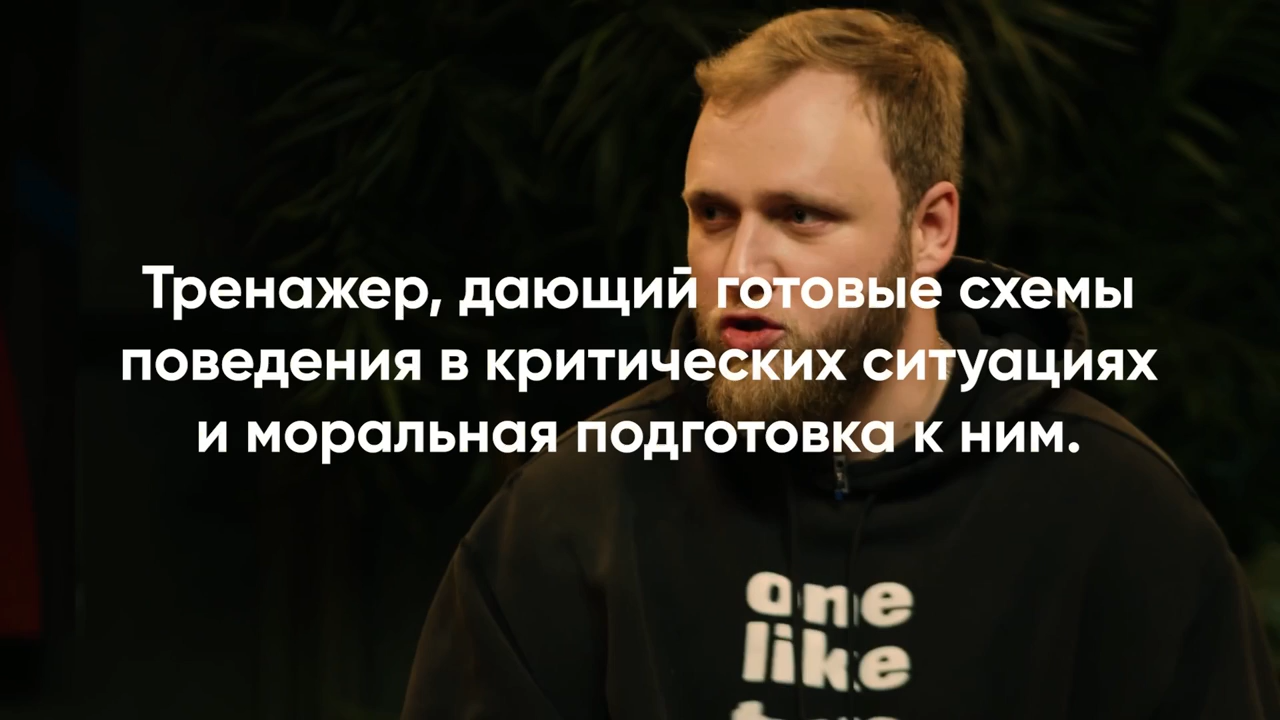 Тренажер, дающий готовые схемы
поведения в критических ситуациях
и моральная подготовка к ним.
one
like